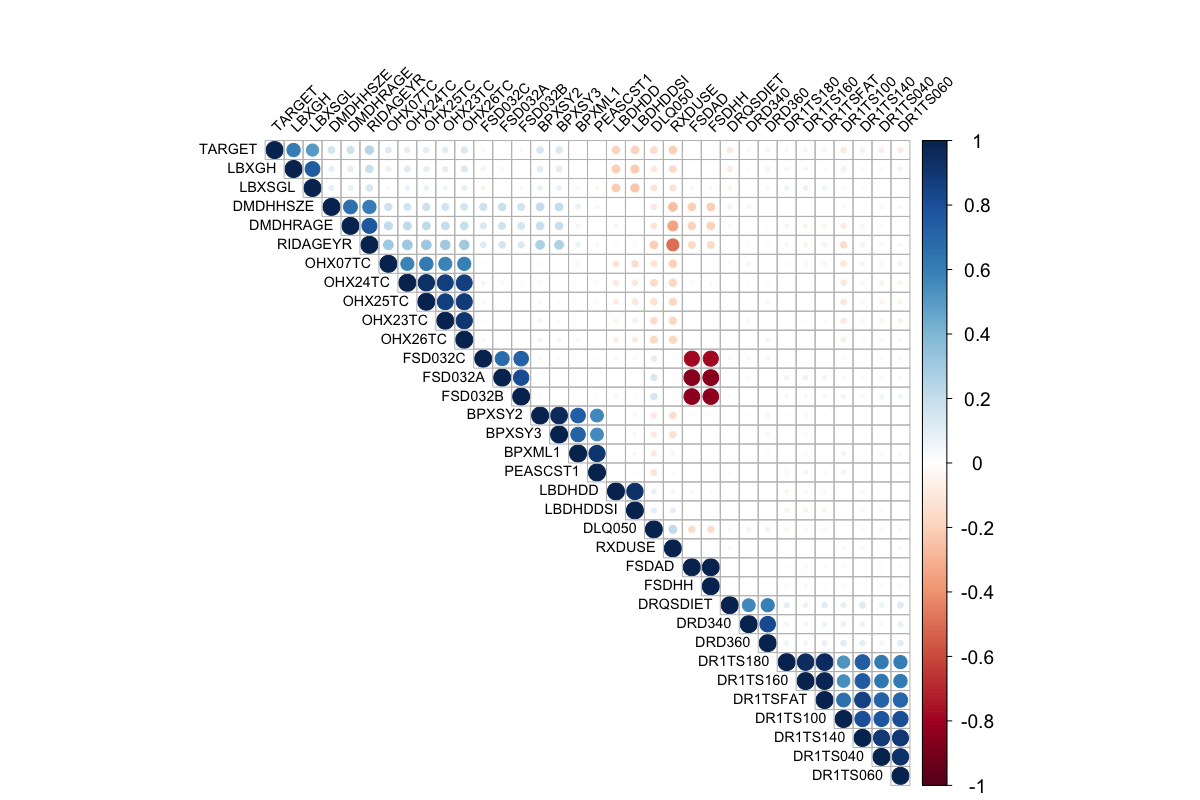 TARGET
LBXGH
LBXSGL
DMDHHSZE
DMDHRAGE
RIDAGEYR
OHX07TC
OHX24TC
OHX25TC
OHX23TC
OHX26TC
FSD032C
FSD032A
FSD032B
BPXSY2
BPXSY3
BPXML1
PEASCST1
LBDHDD
LBDHDDSI
DLQ050
RXDUSE
FSDAD
FSDHH
DRQSDIET
DRD340
DRD360
DR1TS180
DR1TS160
DR1TSFAT
DR1TS100
DR1TS140
DR1TS040
DR1TS060
TARGET
LBXGH
LBXSGL
DMDHHSZE
DMDHRAGE
RIDAGEYR
OHX07TC
OHX24TC
OHX25TC
OHX23TC
OHX26TC
FSD032C
FSD032A
FSD032B
BPXSY2
BPXSY3
BPXML1
PEASCST1
LBDHDD
LBDHDDSI
DLQ050
RXDUSE
FSDAD
FSDHH
DRQSDIET
DRD340
DRD360
DR1TS180
DR1TS160
DR1TSFAT
DR1TS100
DR1TS140
DR1TS040
DR1TS060
1
0.8
0.6
0.4
0.2
0
-0.2
-0.4
-0.6
-0.8
-1